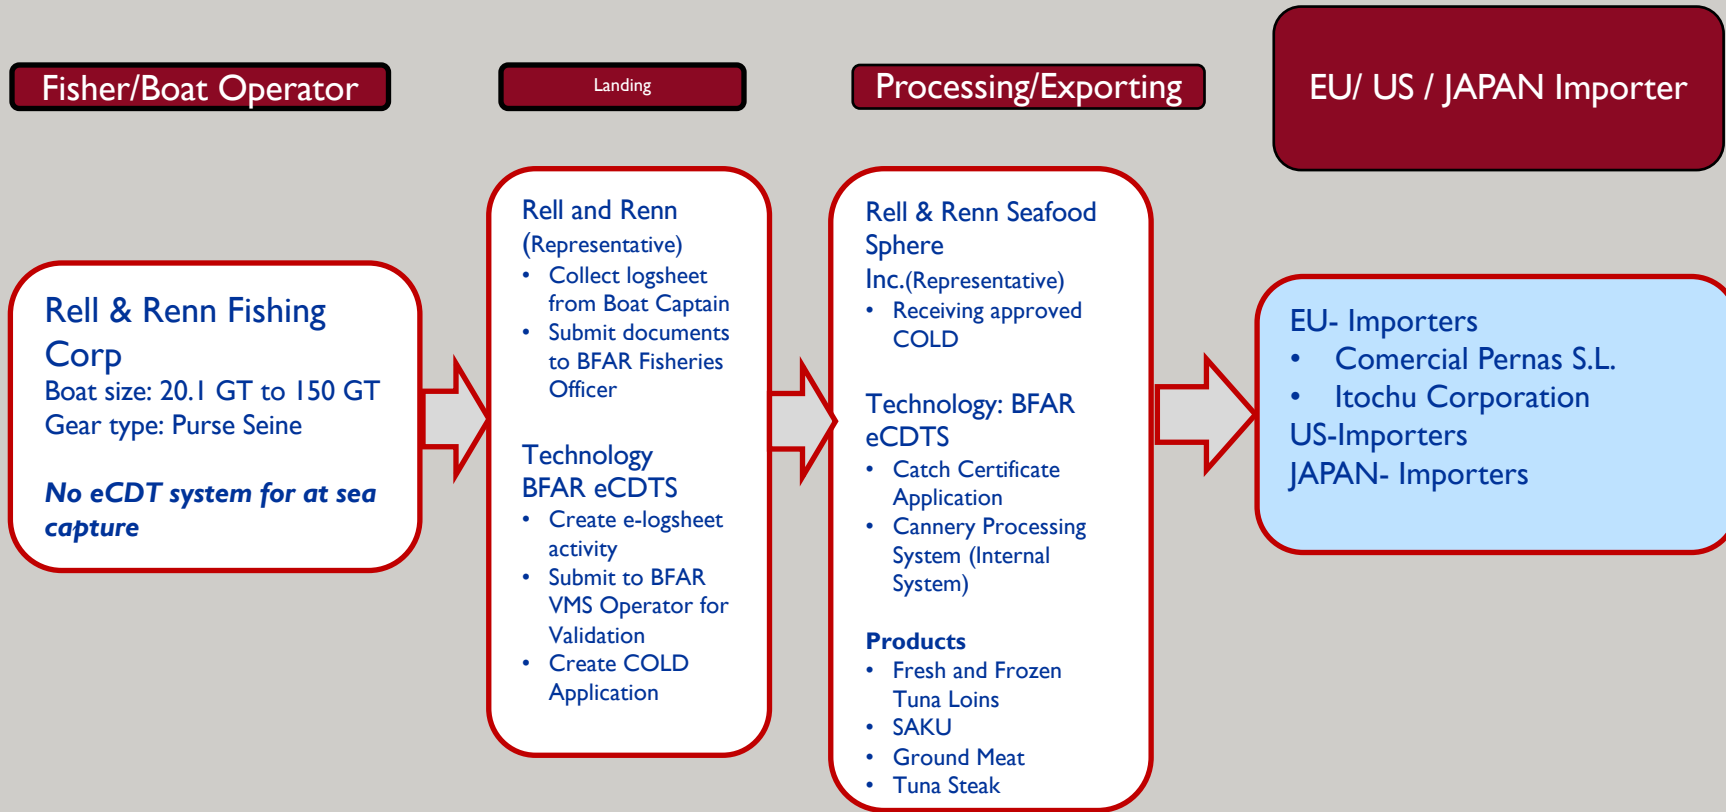 Fisher/Boat Operator
Landing
Processing/Exporting
EU/ US / JAPAN Importer
Rell & Renn Fishing
Corp
Boat size: 20.1 GT to 150 GT
Gear type: Purse Seine
No eCDT system for at sea
capture
Rell and Renn
(Representative)
• Collect logsheet
from Boat Captain
• Submit documents
to BFAR Fisheries
Officer
Technology
BFAR eCDTS
• Create e-logsheet
activity
• Submit to BFAR
VMS Operator for
Validation
• Create COLD
Application
Rell & Renn Seafood
Sphere
Inc.(Representative)
• Receiving approved
COLD
Technology: BFAR
eCDTS
• Catch Certificate
Application
• Cannery Processing
System (Internal
System)
Products
• Fresh and Frozen
Tuna Loins
• SAKU
• Ground Meat
• Tuna Steak
EU- Importers
• Comercial Pernas S.L.
• Itochu Corporation
US-Importers
JAPAN- Importers